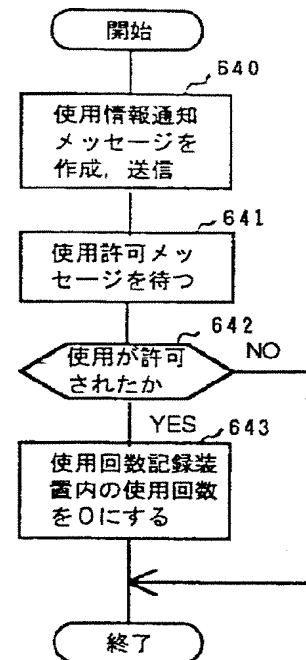 開始
640
使用情報通知
メッセージを
作成，送信
641
使用許可メッ
セージを待つ
642
使用が許可
されたか
NO
YES
643
使用回数記録装
置内の使用回数
を0にする
終了